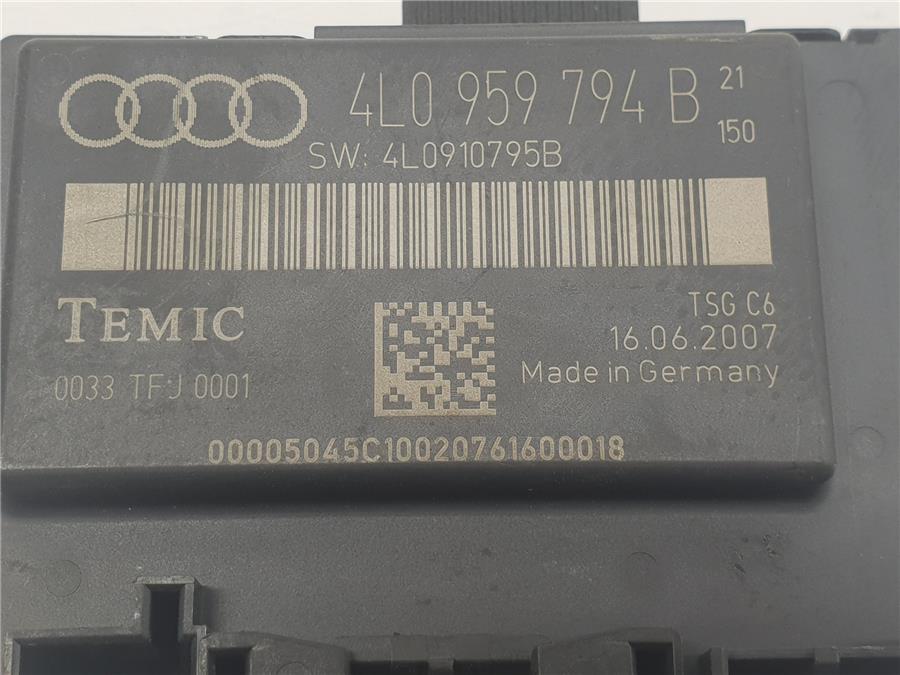 4L0 959 794 B 21
150
SW: 4L0910795B
TEMIC
TSG C6
16.06.2007
0033 TFJ 0001
Made in Germany
00005045C10020761600018